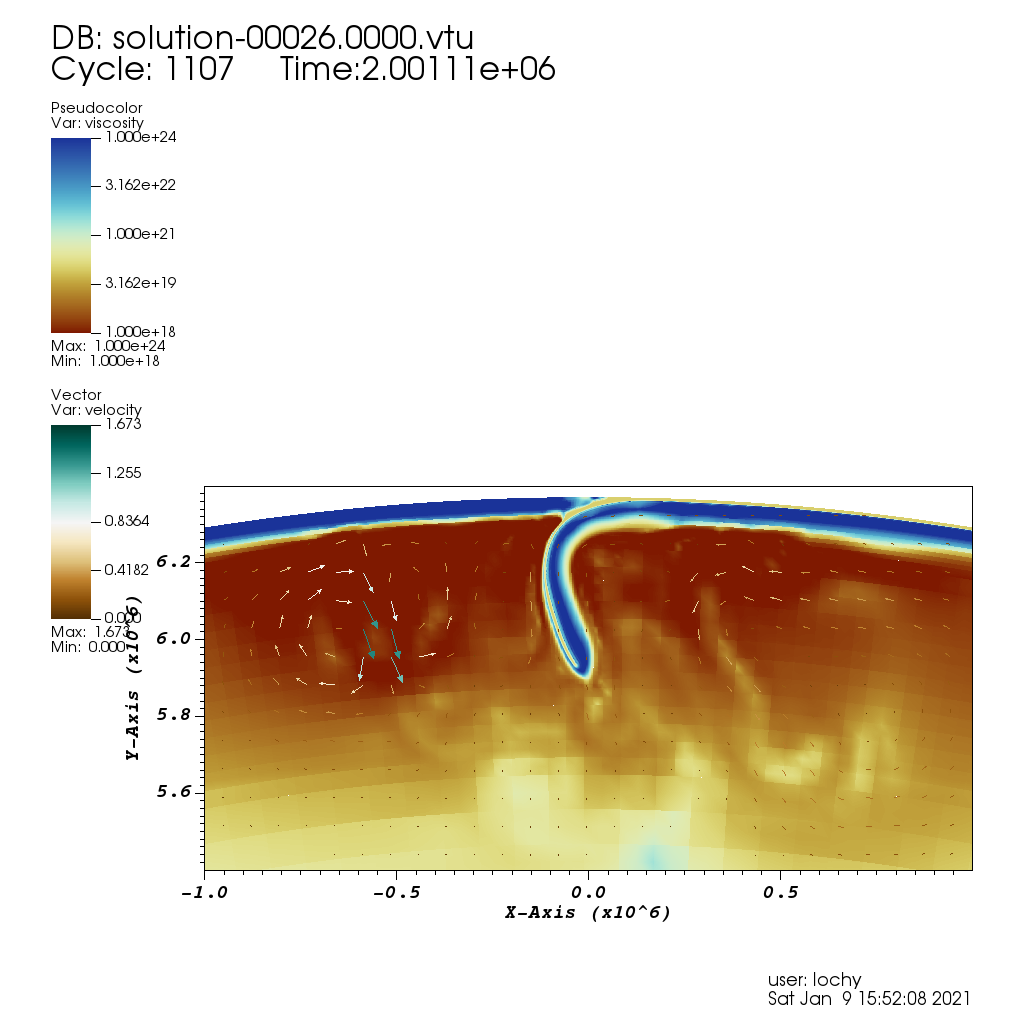 DB: solution-00026.0000.vtu
Cycle: 1107 Time:2.00111e+06
Pseudocolor
Var: viscosity
1.000e+24
3.162e+22
1.000e+21
3.162e+19
1.000e+18
Max: 1.000e+24
Min: 1.000e+18
Vector
Var: velocity
1.673
1.255
0.8364
0.4182
0.000
Max: 1.673
Min: 0.000
Y-Axis (x10^6)
6.2
6.0
5.8
5.6
-1.0 -0.5 0.0 0.5
X-Axis (x10^6)
user: lochy
Sat Jan 9 15:52:08 2021